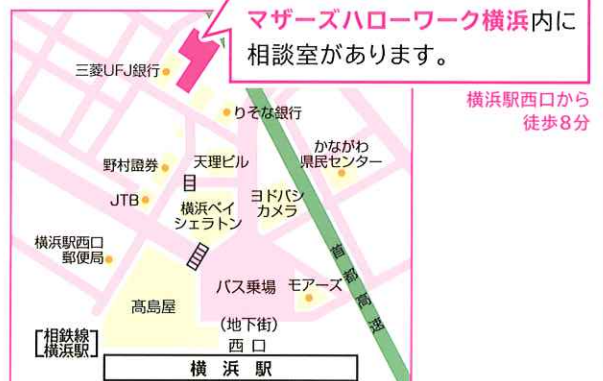 マザーズハローワーク横浜内に
相談室があります。
横浜駅西口から
徒歩8分
三菱UFJ銀行
りそな銀行
かながわ
県民センター
野村證券
天理ビル
JTB
横浜ベイ
シェラトン
ヨドバシ
カメラ
横浜駅西口
郵便局
首都高速
バス乗場
モアーズ
髙島屋
(地下街)
西口
[相鉄線
横浜駅]
横浜駅